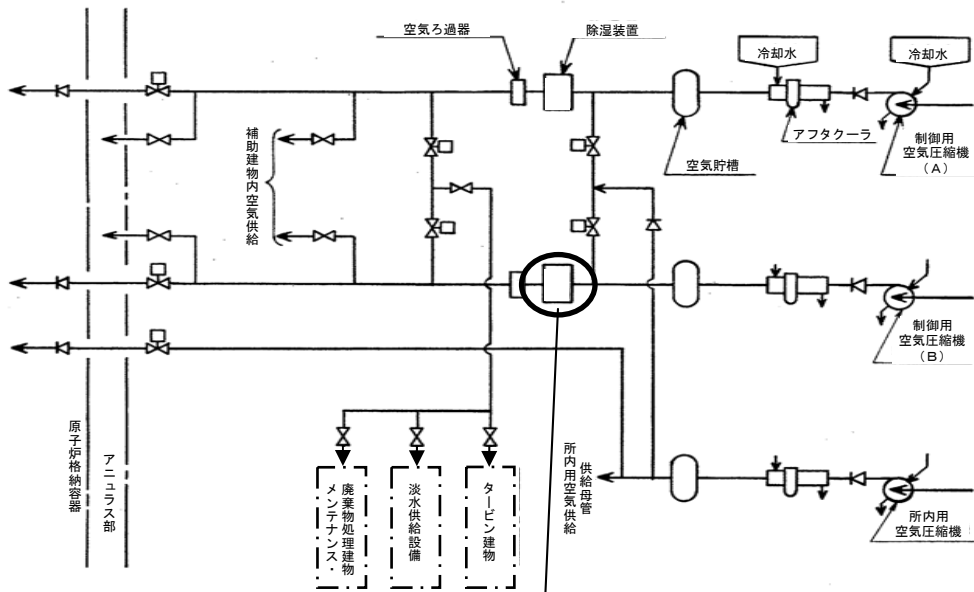 空気ろ過器
除湿装置
冷却水
冷却水
アフタクーラ
空気貯槽
制御用
空気圧縮機
(A)
補助建物内空気供給
制御用
空気圧縮機
(B)
原子炉格納容器
アニュラス部
廃棄物処理建物
メンテナンス・
淡水供給設備
タービン建物
供給母管
所内用空気供給
所内用
空気圧縮機